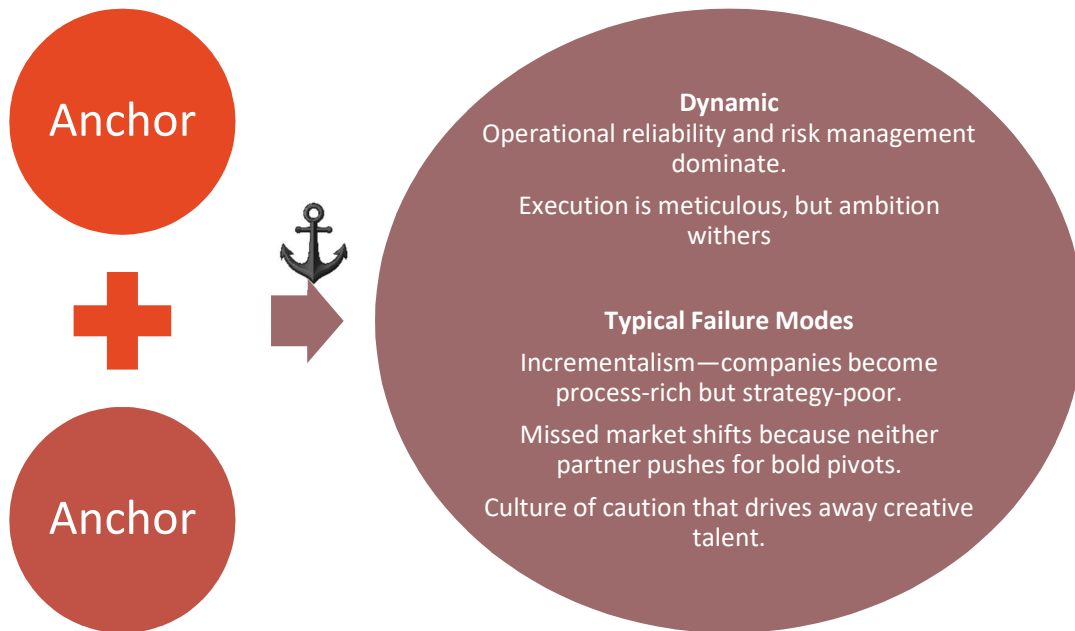 Anchor
Anchor
Dynamic
Operational reliability and risk management
dominate.
Execution is meticulous, but ambition
withers
Typical Failure Modes
Incrementalism—companies become
process-rich but strategy-poor.
Missed market shifts because neither
partner pushes for bold pivots.
Culture of caution that drives away creative
talent.